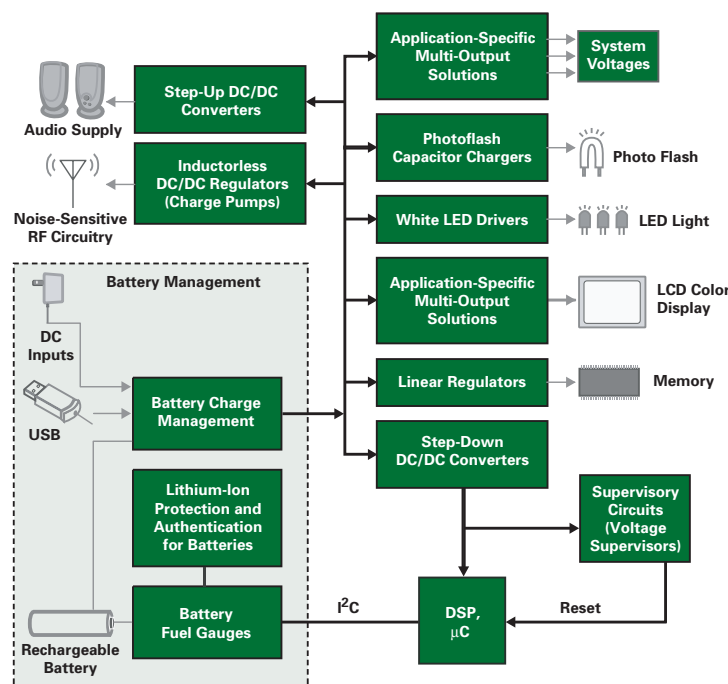 Step-Up DC/DC
Converters
Audio Supply
Inductorless
DC/DC Regulators
(Charge Pumps)
Noise-Sensitive
RF Circuitry
Application-Specific
Multi-Output
Solutions
System
Voltages
Photoflash
Capacitor Chargers
Photo Flash
White LED Drivers
LED Light
Application-Specific
Multi-Output
Solutions
LCD Color
Display
Linear Regulators
Memory
Step-Down
DC/DC Converters
Battery Management
DC
Inputs
USB
Battery Charge
Management
Lithium-Ion
Protection and
Authentication
for Batteries
Battery
Fuel Gauges
Rechargeable
Battery
I²C
DSP,
µC
Reset
Supervisory
Circuits
(Voltage
Supervisors)